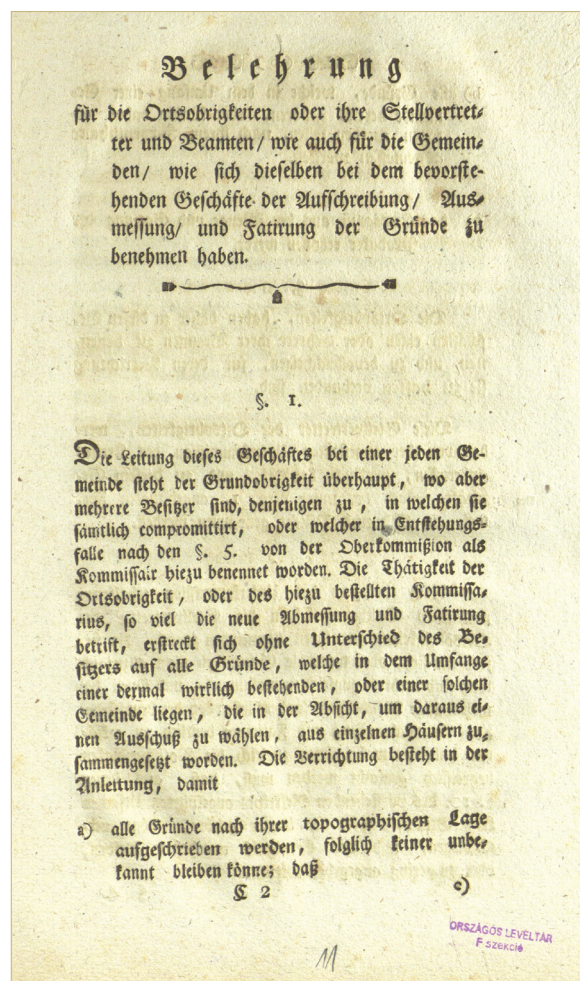 Belehrung
für die Ortsobrigkeiten oder ihre Stellvertret-
ter und Beamten/ wie auch für die Gemein-
den/ wie sich dieselben bei dem bevorste-
henden Geschäfte der Aufschreibung/ Aus-
messung/ und Fatirung der Gründe zu
benehmen haben.
§. 1.
Die Leitung dieses Geschäftes bei einer jeden Ge-
meinde steht der Grundobrigkeit überhaupt, wo aber
mehrere Besitzer sind, denjenigen zu, in welchen sie
sämtlich compromittirt, oder welcher in Entstehungs-
falle nach den §. 5. von der Oberkommißion als
Kommissair hiezu benennet worden. Die Thätigkeit der
Ortsobrigkeit, oder des hiezu bestellten Kommissa-
rius, so viel die neue Abmessung und Fatirung
betrift, erstreckt sich ohne Unterschied des Be-
sitzers auf alle Gründe, welche in dem Umfange
einer dermal wirklich bestehenden, oder einer solchen
Gemeinde liegen, die in der Absicht, um daraus ei-
nen Ausschuß zu wählen, aus einzelnen Häusern zu-
sammengesetzt worden. Die Verrichtung besteht in der
Anleitung, damit
a) alle Gründe nach ihrer topographischen Lage
aufgeschrieben werden, folglich keiner unbe-
kannt bleiben könne; daß
C 2 c)
ORSZÁGOS LEVÉLTÁR
F szekció
11